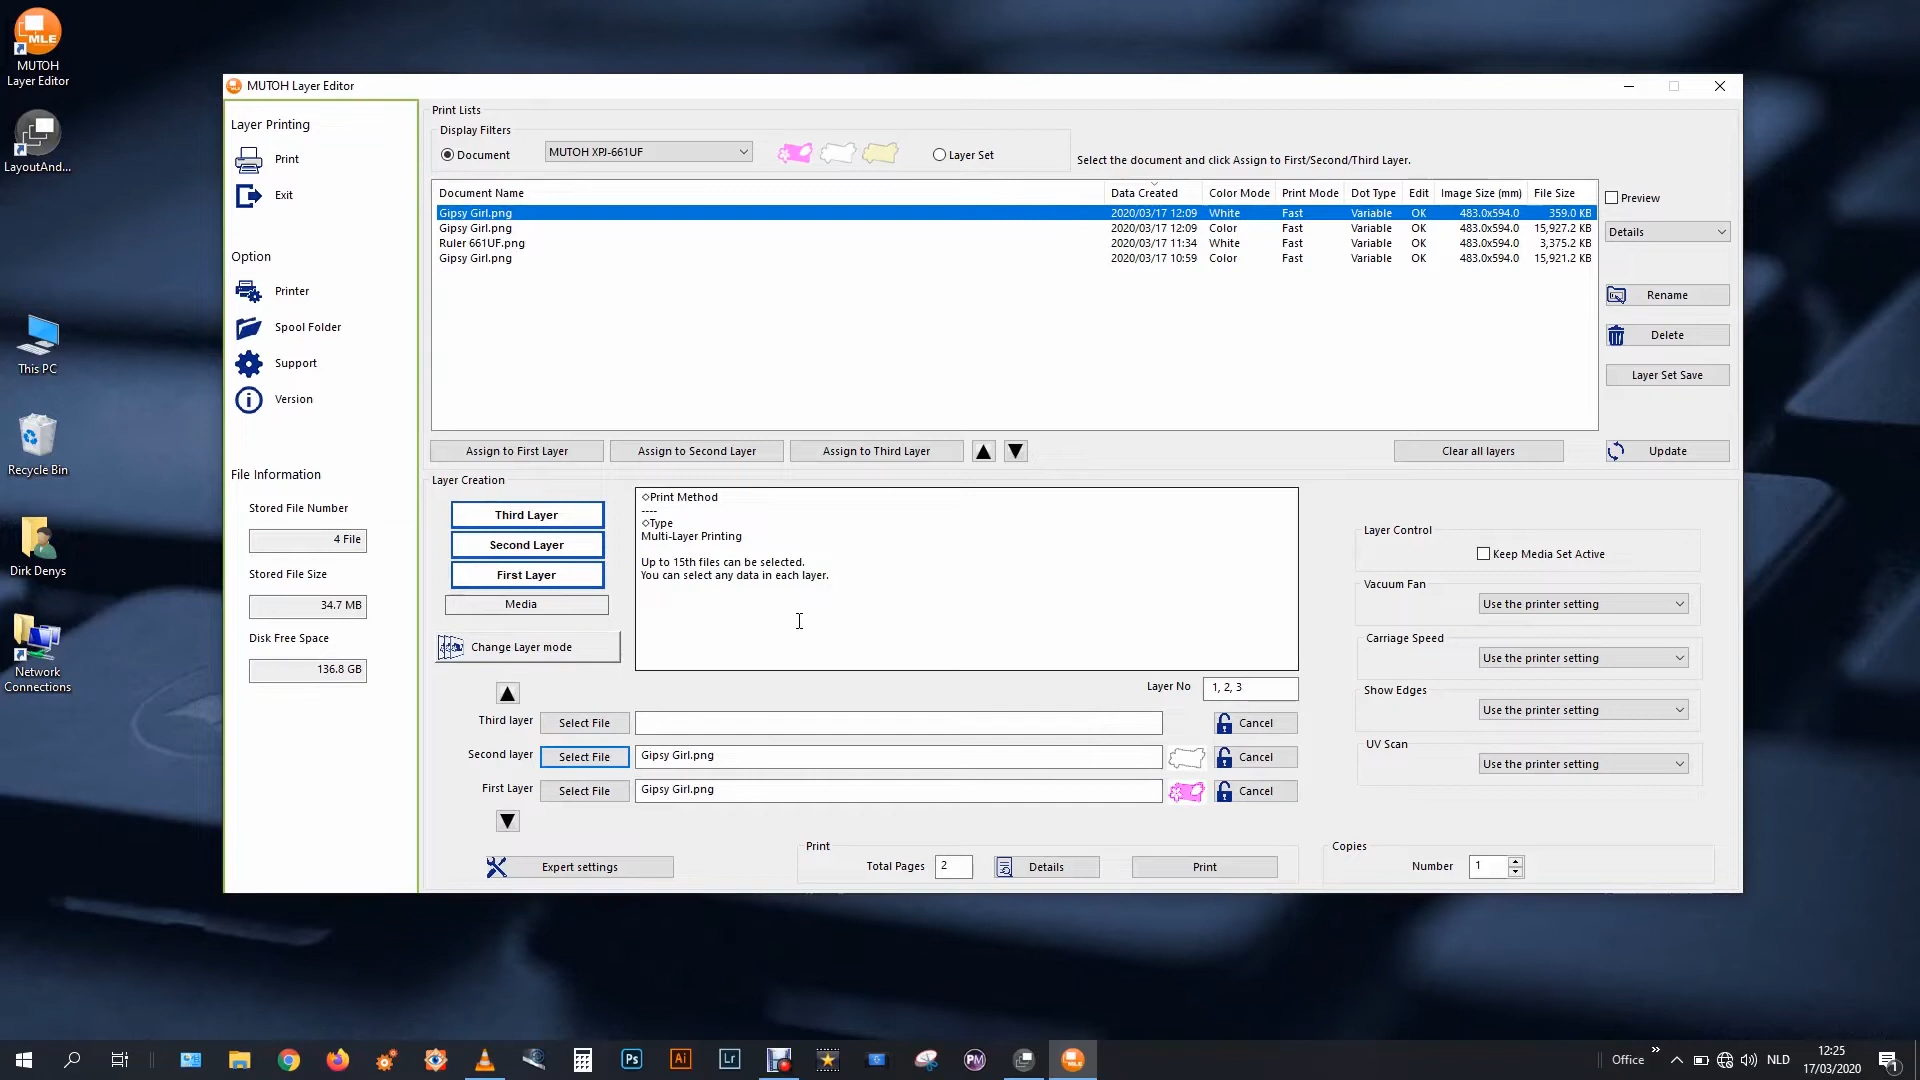 MLE
MUTOH
Layer Editor
LayoutAnd...
This PC
Recycle Bin
Dirk Denys
Network
Connections
MUTOH Layer Editor
Layer Printing
Print
Exit
Option
Printer
Spool Folder
Support
Version
File Information
Stored File Number
4 File
Stored File Size
34.7 MB
Disk Free Space
136.8 GB
Print Lists
Display Filters
Document
MUTOH XPJ-661UF
Layer Set
Select the document and click Assign to First/Second/Third Layer.
Document Name Data Created Color Mode Print Mode Dot Type Edit Image Size (mm) File Size
Gipsy Girl.png 2020/03/17 12:09 White Fast Variable OK 483.0x594.0 359.0 KB
Gipsy Girl.png 2020/03/17 12:09 Color Fast Variable OK 483.0x594.0 15,927.2 KB
Ruler 661UF.png 2020/03/17 11:34 White Fast Variable OK 483.0x594.0 3,375.2 KB
Gipsy Girl.png 2020/03/17 10:59 Color Fast Variable OK 483.0x594.0 15,921.2 KB
Preview
Details
Rename
Delete
Layer Set Save
Assign to First Layer Assign to Second Layer Assign to Third Layer Clear all layers Update
Layer Creation
Third Layer
Second Layer
First Layer
Media
Change Layer mode
◇Print Method
----
◇Type
Multi-Layer Printing
Up to 15th files can be selected.
You can select any data in each layer.
Layer No 1, 2, 3
Third layer Select File Cancel
Second layer Select File Gipsy Girl.png Cancel
First Layer Select File Gipsy Girl.png Cancel
Layer Control
Keep Media Set Active
Vacuum Fan
Use the printer setting
Carriage Speed
Use the printer setting
Show Edges
Use the printer setting
UV Scan
Use the printer setting
Expert settings
Print
Total Pages 2 Details Print
Copies
Number 1
Ps Ai Lr PM
Office » NLD
12:25
17/03/2020
1